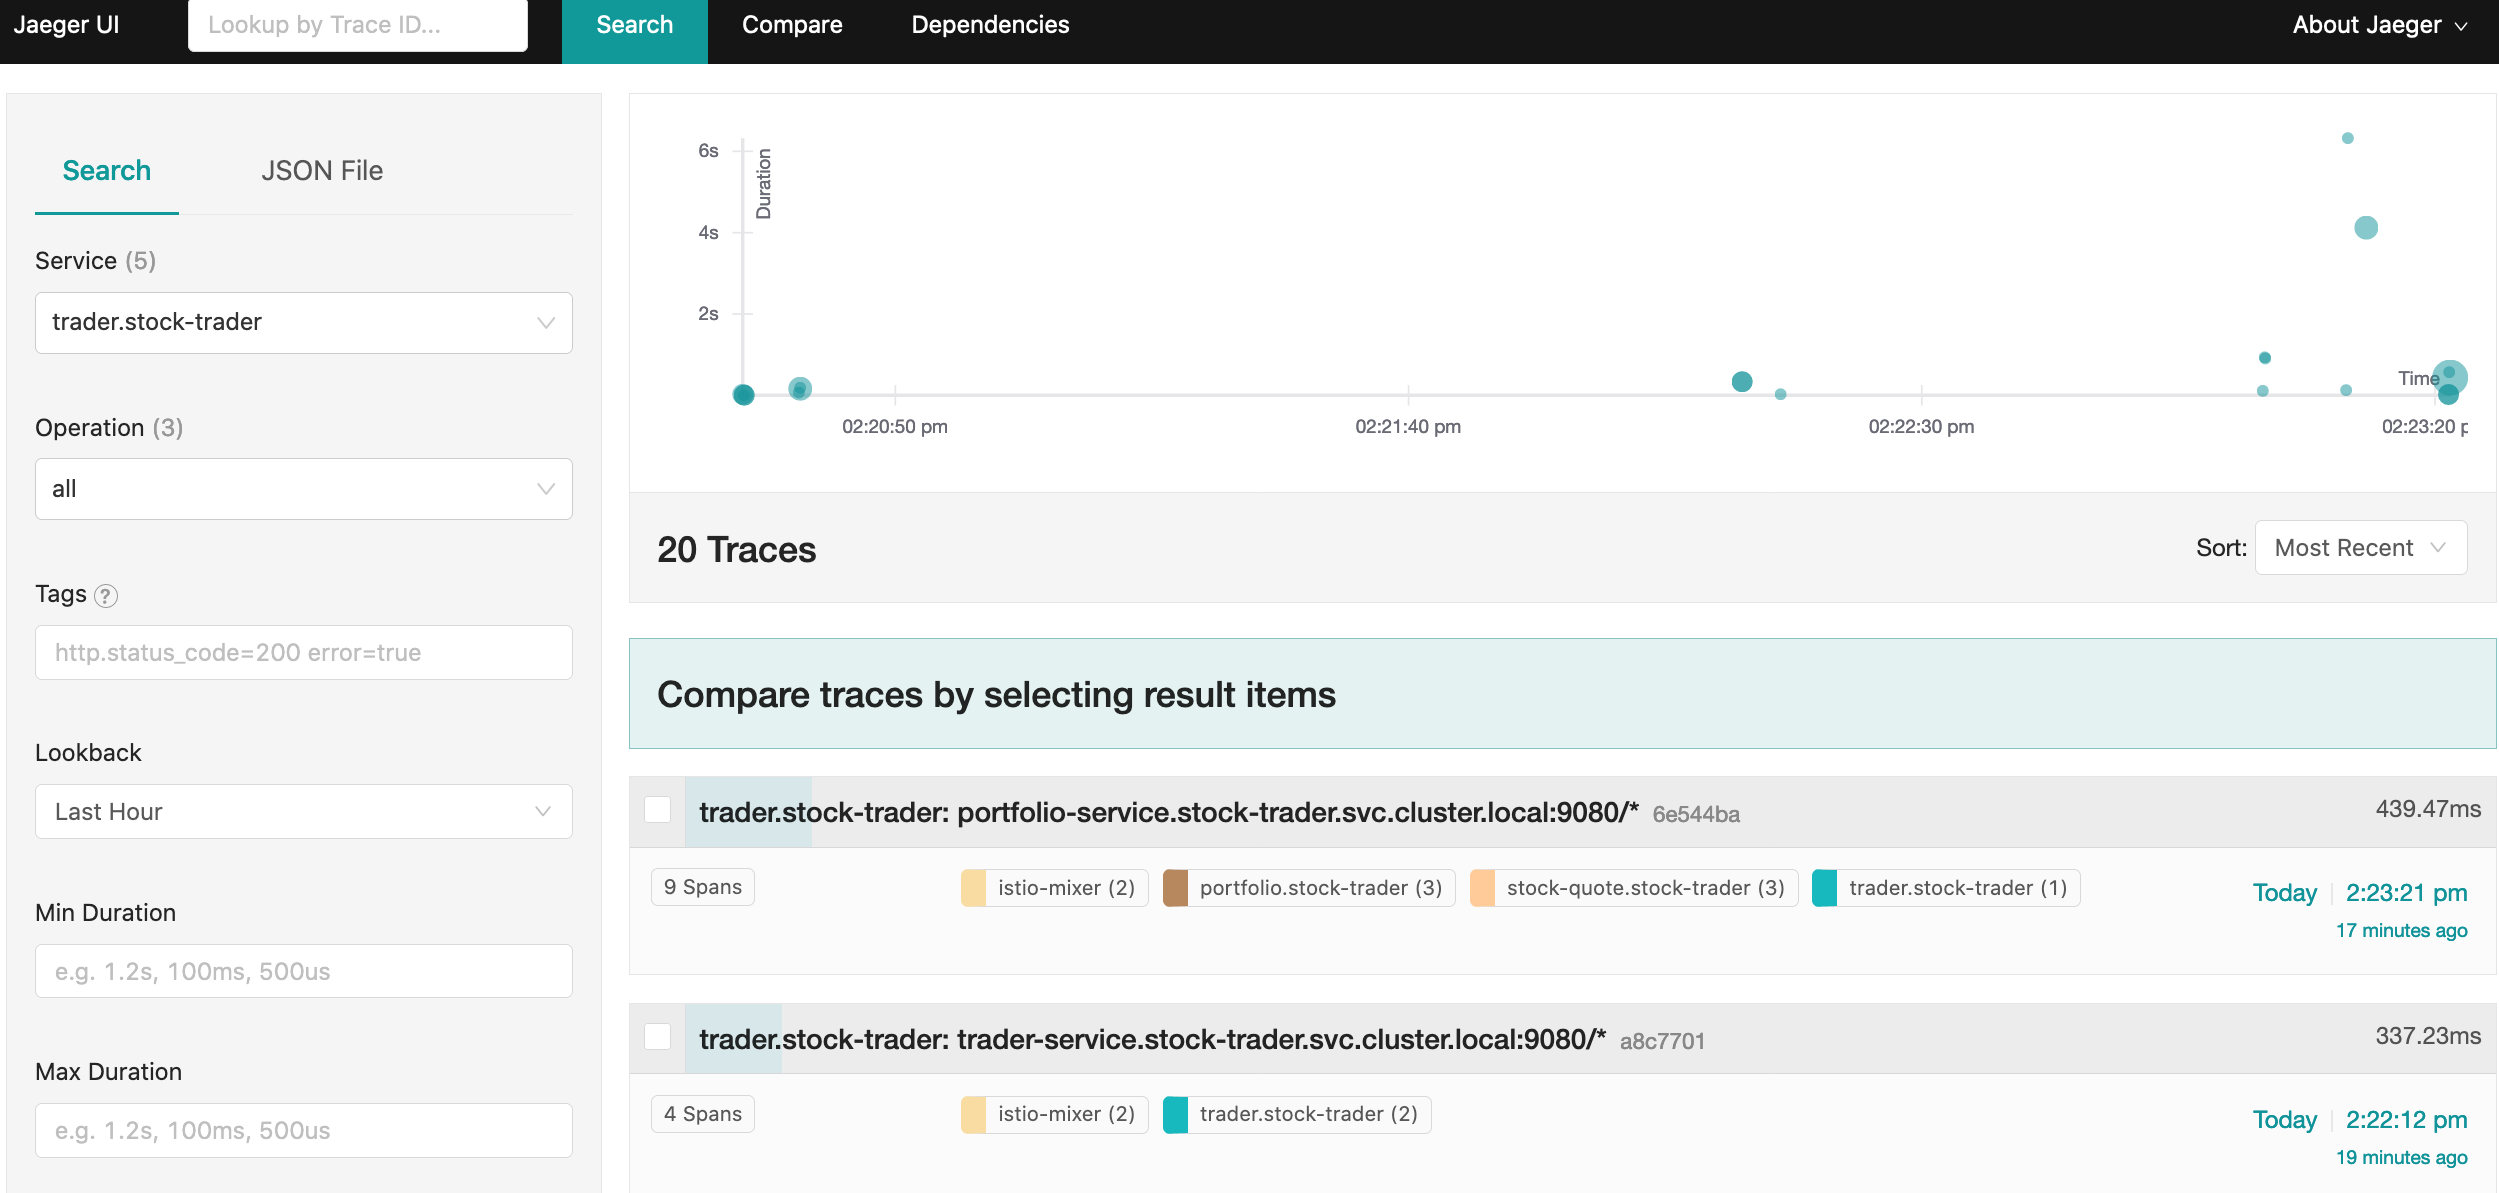 Jaeger UI
Lookup by Trace ID...
Search
Compare
Dependencies
About Jaeger
Search
JSON File
Service (5)
trader.stock-trader
Operation (3)
all
Tags ?
http.status_code=200 error=true
Lookback
Last Hour
Min Duration
e.g. 1.2s, 100ms, 500us
Max Duration
e.g. 1.2s, 100ms, 500us
6s
4s
2s
Duration
Time
02:20:50 pm
02:21:40 pm
02:22:30 pm
02:23:20 p
20 Traces
Sort: Most Recent
Compare traces by selecting result items
trader.stock-trader: portfolio-service.stock-trader.svc.cluster.local:9080/* 6e544ba
439.47ms
9 Spans
istio-mixer (2)
portfolio.stock-trader (3)
stock-quote.stock-trader (3)
trader.stock-trader (1)
Today 2:23:21 pm
17 minutes ago
trader.stock-trader: trader-service.stock-trader.svc.cluster.local:9080/* a8c7701
337.23ms
4 Spans
istio-mixer (2)
trader.stock-trader (2)
Today 2:22:12 pm
19 minutes ago